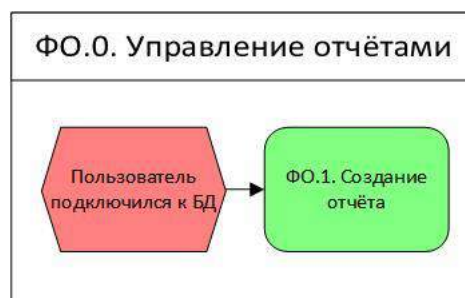 ФО.0. Управление отчётами
Пользователь
подключился к БД
ФО.1. Создание
отчёта